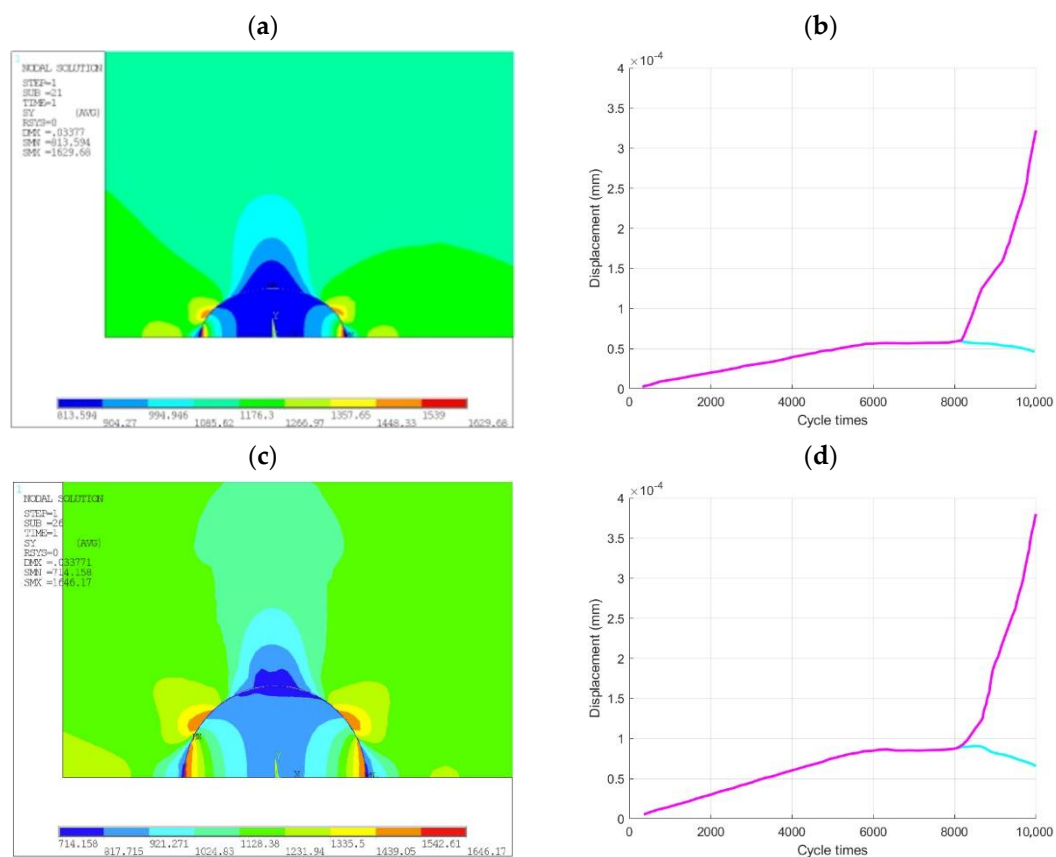 (a)
1
NODAL SOLUTION
STEP=1
SUB =21
TIME=1
SY (AVG)
RSYS=0
DMX =.03377
SMN =813.594
SMX =1629.68
Y
813.594 994.946 1176.3 1357.65 1539
904.27 1085.62 1266.97 1448.33 1629.68
(b)
×10-4
4
3.5
3
2.5
2
1.5
1
0.5
0
Displacement (mm)
0 2000 4000 6000 8000 10,000
Cycle times
(c)
1
NODAL SOLUTION
STEP=1
SUB =26
TIME=1
SY (AVG)
RSYS=0
DMX =.033771
SMN =714.158
SMX =1646.17
MX
Y
714.158 921.271 1128.38 1335.5 1542.61
817.715 1024.83 1231.94 1439.05 1646.17
(d)
×10-4
4
3.5
3
2.5
2
1.5
1
0.5
0
Displacement (mm)
0 2000 4000 6000 8000 10,000
Cycle times